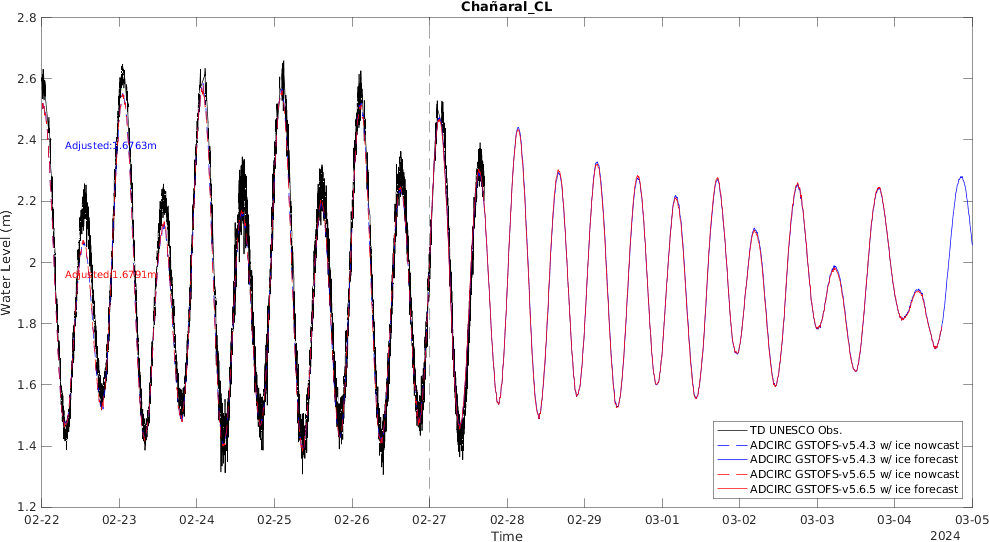 Chañaral_CL
2.8
2.6
2.4
2.2
2
1.8
1.6
1.4
1.2
Water Level (m)
Adjusted:1.6763m
Adjusted:1.6791m
TD UNESCO Obs.
ADCIRC GSTOFS-v5.4.3 w/ ice nowcast
ADCIRC GSTOFS-v5.4.3 w/ ice forecast
ADCIRC GSTOFS-v5.6.5 w/ ice nowcast
ADCIRC GSTOFS-v5.6.5 w/ ice forecast
02-22 02-23 02-24 02-25 02-26 02-27 02-28 02-29 03-01 03-02 03-03 03-04 03-05
Time
2024